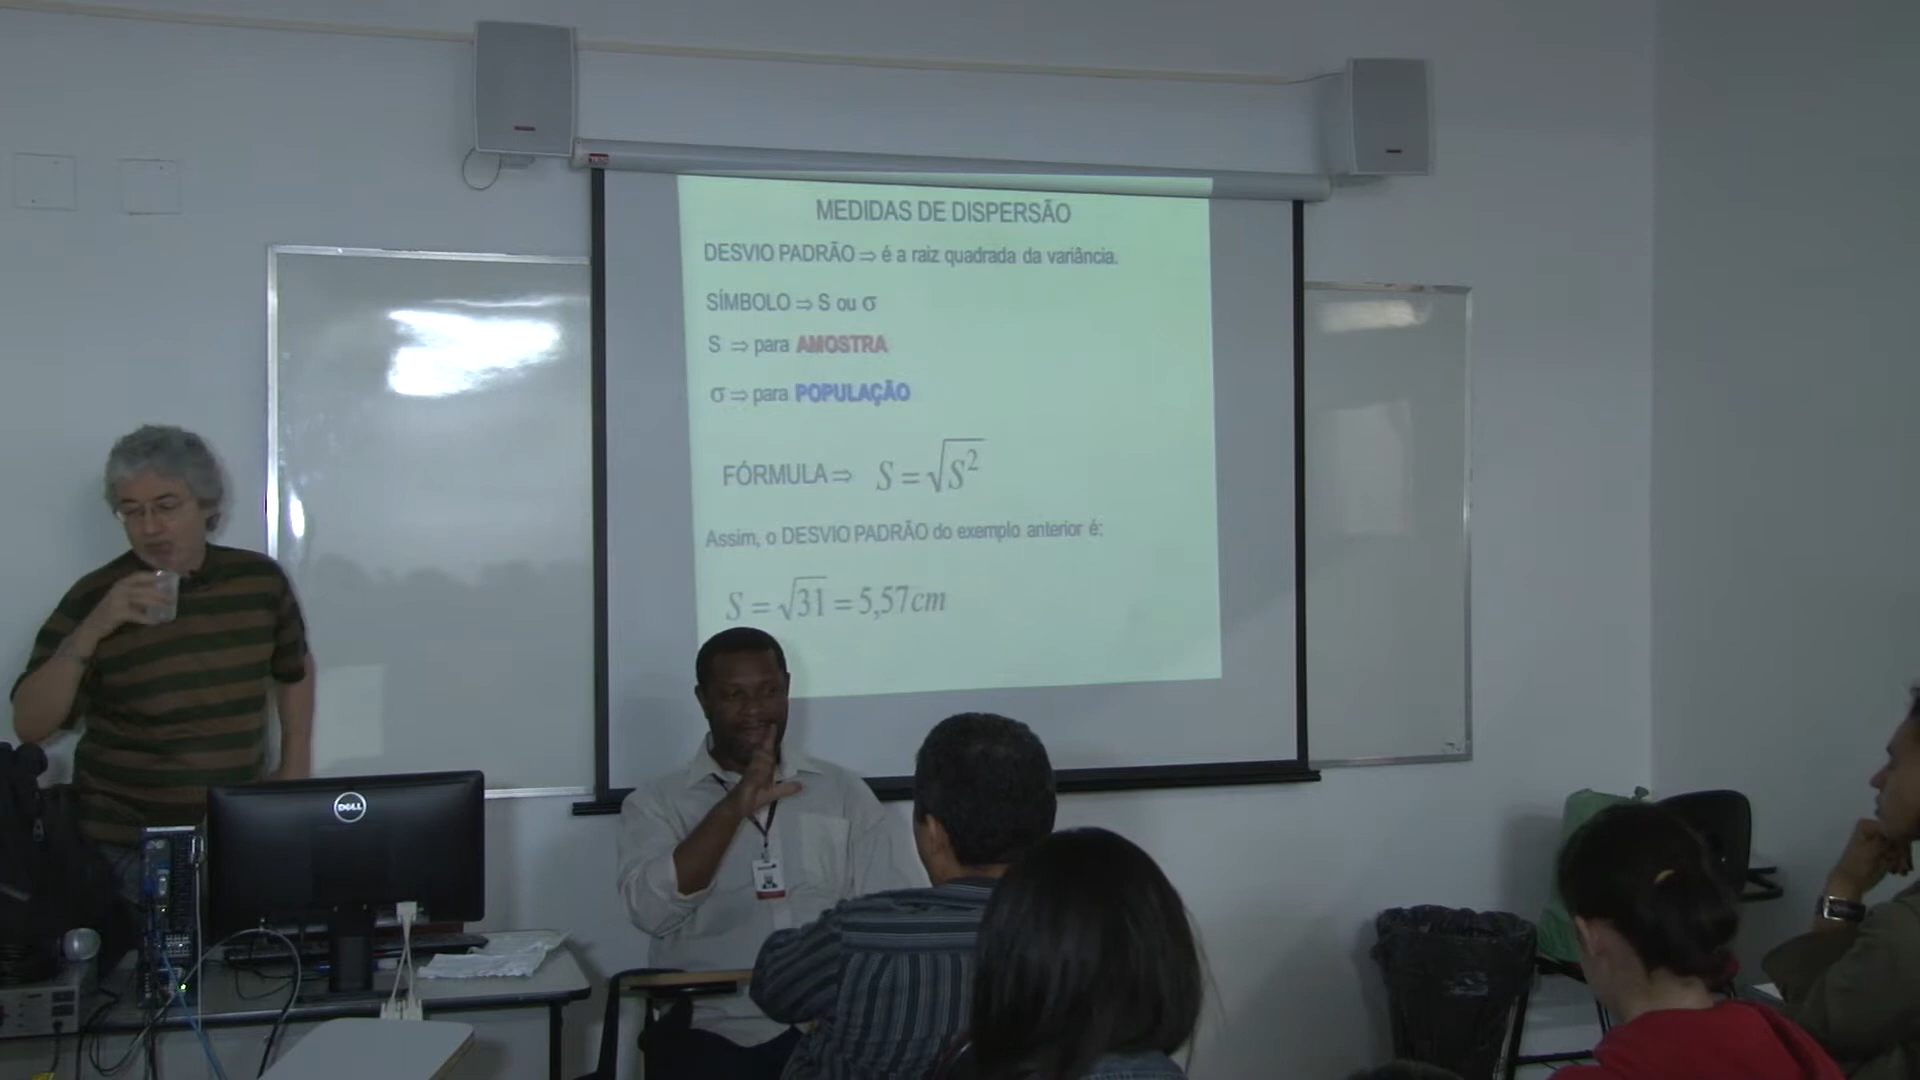 MEDIDAS DE DISPERSÃO
DESVIO PADRÃO ⇒ é a raiz quadrada da variância.
SÍMBOLO ⇒ S ou σ
S ⇒ para AMOSTRA
σ ⇒ para POPULAÇÃO
FÓRMULA ⇒ S = √S²
Assim, o DESVIO PADRÃO do exemplo anterior é:
S = √31 = 5,57cm
DELL